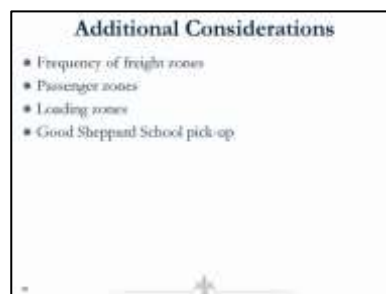 Additional Considerations
• Frequency of freight zones
• Passenger zones
• Loading zones
• Good Sheppard School pick-up